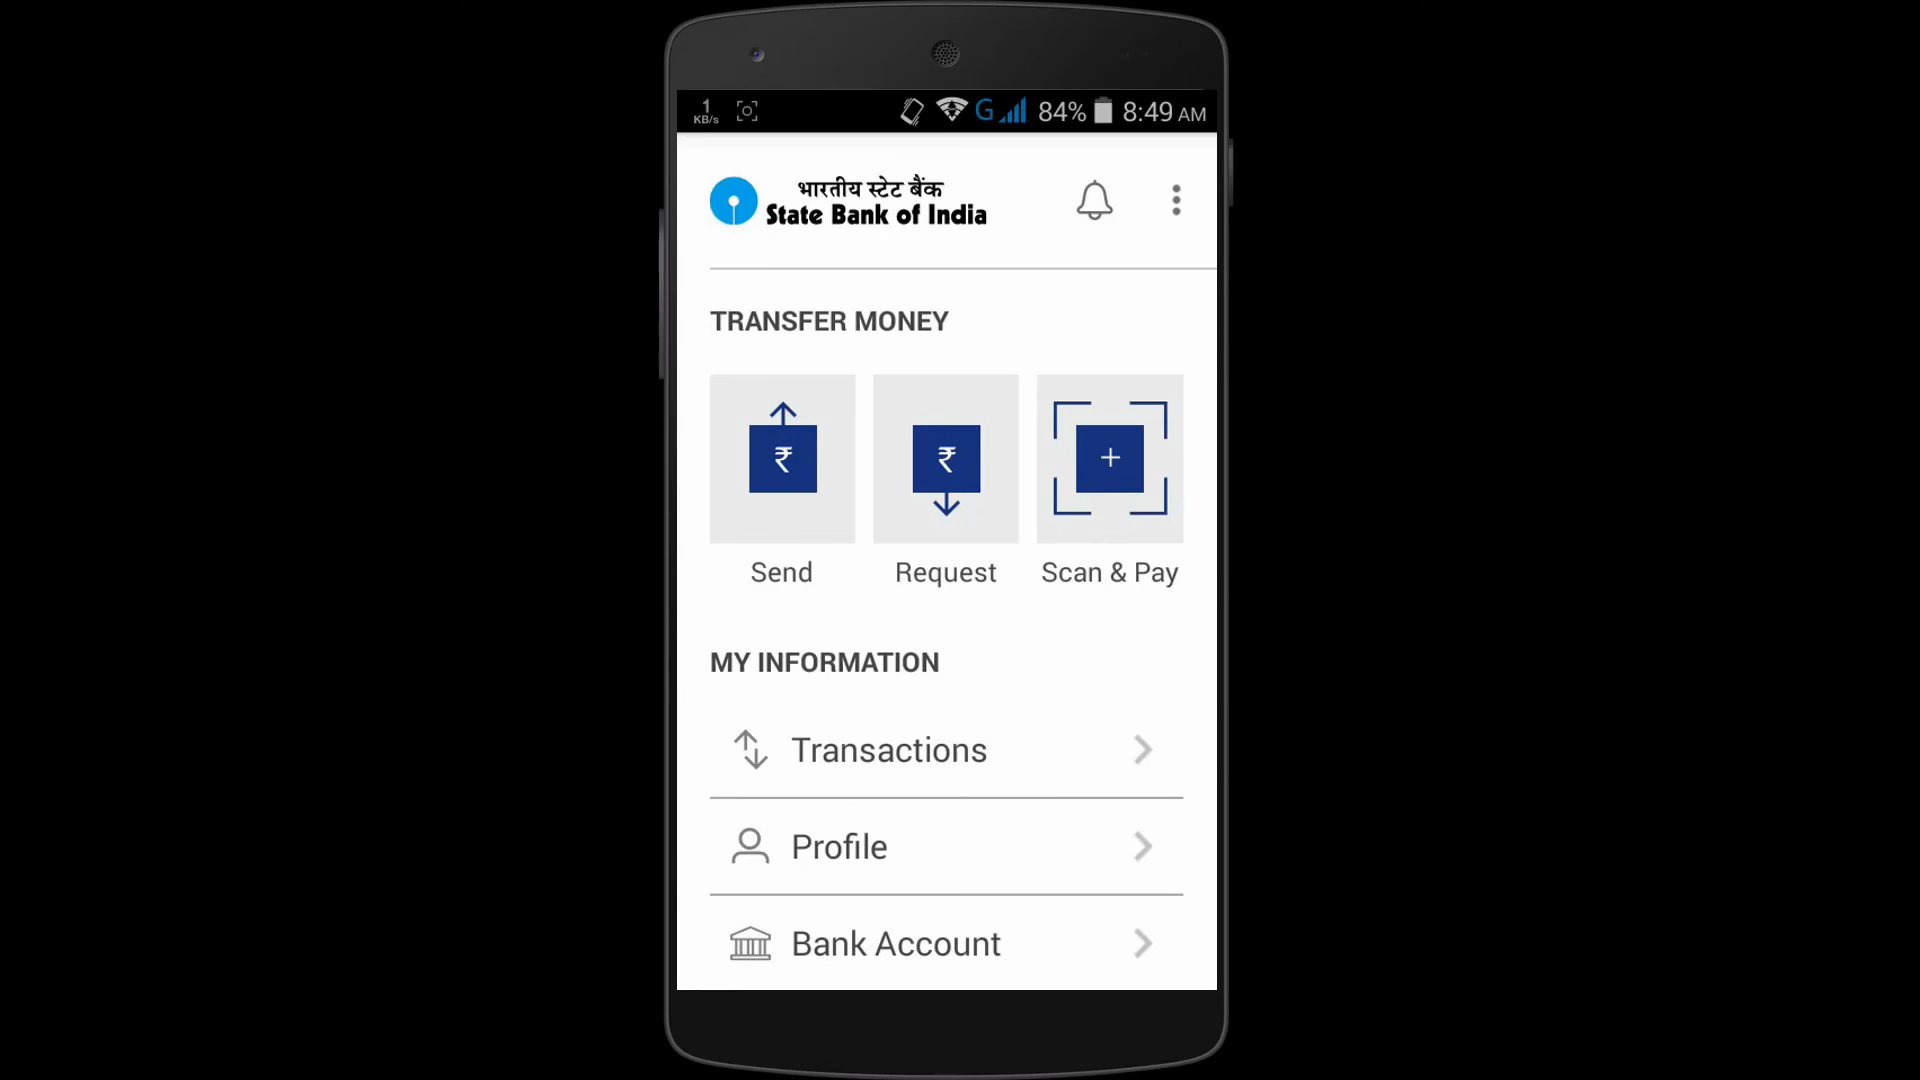 1
KB/s
G 84% 8:49 AM
भारतीय स्टेट बैंक
State Bank of India
TRANSFER MONEY
₹ ₹ +
Send Request Scan & Pay
MY INFORMATION
Transactions
Profile
Bank Account